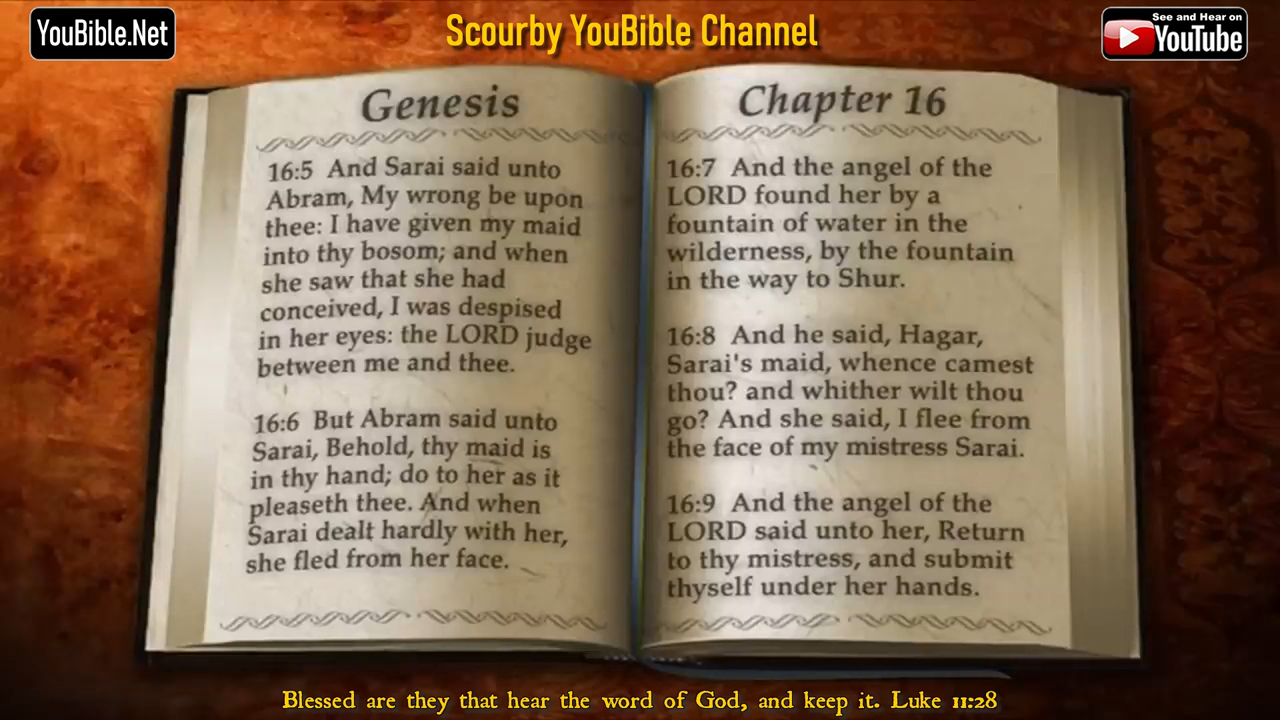 YouBible.Net
Scourby YouBible Channel
See and Hear on
YouTube
Genesis
16:5 And Sarai said unto
Abram, My wrong be upon
thee: I have given my maid
into thy bosom; and when
she saw that she had
conceived, I was despised
in her eyes: the LORD judge
between me and thee.
16:6 But Abram said unto
Sarai, Behold, thy maid is
in thy hand; do to her as it
pleaseth thee. And when
Sarai dealt hardly with her,
she fled from her face.
Chapter 16
16:7 And the angel of the
LORD found her by a
fountain of water in the
wilderness, by the fountain
in the way to Shur.
16:8 And he said, Hagar,
Sarai's maid, whence camest
thou? and whither wilt thou
go? And she said, I flee from
the face of my mistress Sarai.
16:9 And the angel of the
LORD said unto her, Return
to thy mistress, and submit
thyself under her hands.
Blessed are they that hear the word of God, and keep it. Luke 11:28